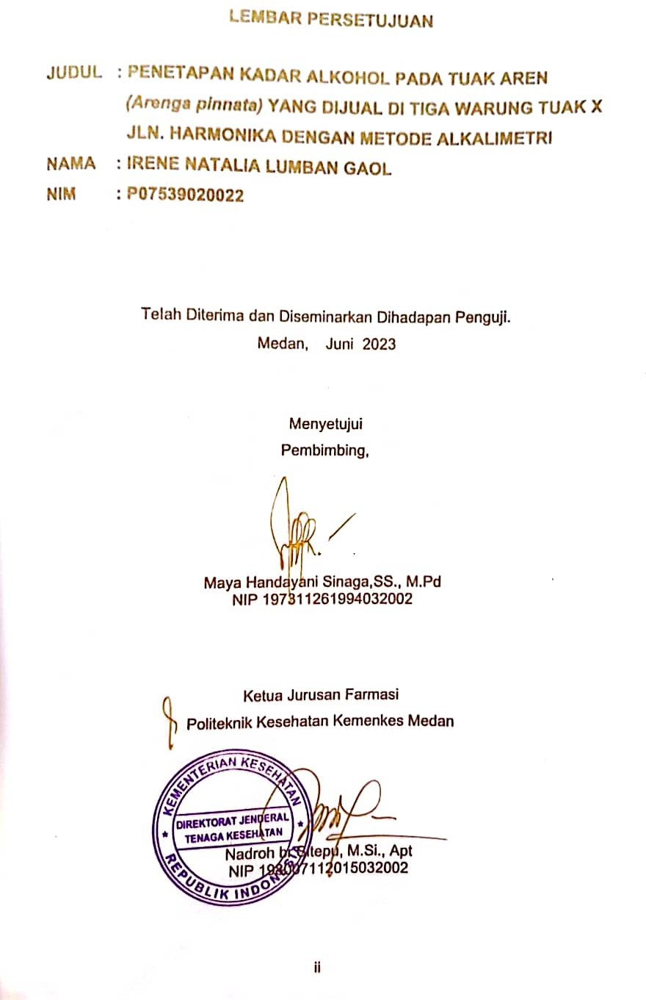 LEMBAR PERSETUJUAN
JUDUL : PENETAPAN KADAR ALKOHOL PADA TUAK AREN
(Arenga pinnata) YANG DIJUAL DI TIGA WARUNG TUAK X
JLN. HARMONIKA DENGAN METODE ALKALIMETRI
NAMA : IRENE NATALIA LUMBAN GAOL
NIM : P07539020022
Telah Diterima dan Diseminarkan Dihadapan Penguji.
Medan, Juni 2023
Menyetujui
Pembimbing,
Maya Handayani Sinaga,SS., M.Pd
NIP 197311261994032002
Ketua Jurusan Farmasi
Politeknik Kesehatan Kemenkes Medan
KEMENTERIAN KESEHATAN
DIREKTORAT JENDERAL
TENAGA KESEHATAN
REPUBLIK INDONESIA
Nadroh br Sitepu, M.Si., Apt
NIP 198007112015032002
ii